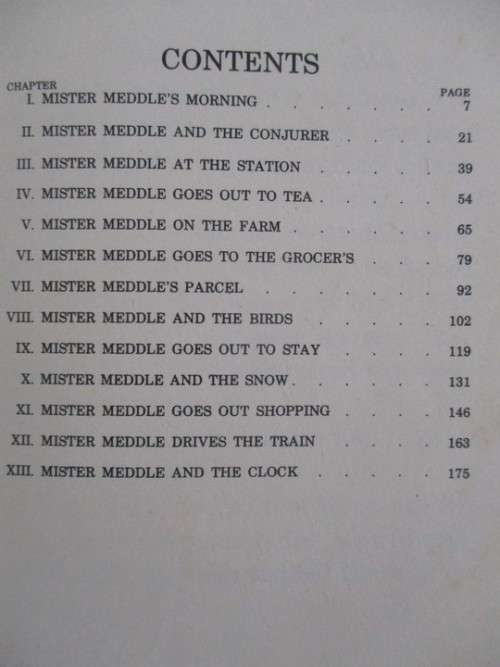 CONTENTS
CHAPTER PAGE
I. MISTER MEDDLE'S MORNING . . . . . . . 7
II. MISTER MEDDLE AND THE CONJURER . . . . 21
III. MISTER MEDDLE AT THE STATION . . . . . 39
IV. MISTER MEDDLE GOES OUT TO TEA . . . . . 54
V. MISTER MEDDLE ON THE FARM . . . . . . 65
VI. MISTER MEDDLE GOES TO THE GROCER'S . . . 79
VII. MISTER MEDDLE'S PARCEL . . . . . . . 92
VIII. MISTER MEDDLE AND THE BIRDS . . . . . 102
IX. MISTER MEDDLE GOES OUT TO STAY . . . . 119
X. MISTER MEDDLE AND THE SNOW . . . . . . 131
XI. MISTER MEDDLE GOES OUT SHOPPING . . . . 146
XII. MISTER MEDDLE DRIVES THE TRAIN . . . . 163
XIII. MISTER MEDDLE AND THE CLOCK . . . . . 175